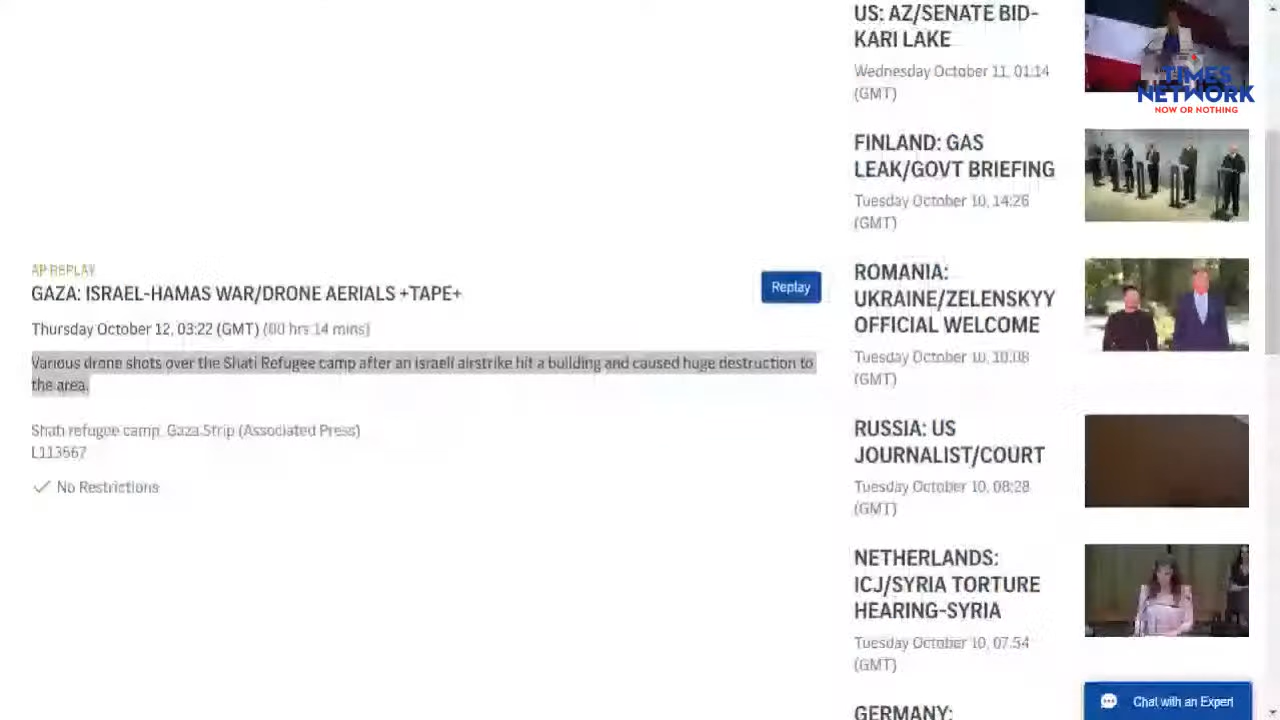 AP REPLAY
GAZA: ISRAEL-HAMAS WAR/DRONE AERIALS +TAPE+
Replay
Thursday October 12, 03:22 (GMT) (00 hrs 14 mins)
Various drone shots over the Shati Refugee camp after an israeli airstrike hit a building and caused huge destruction to
the area.
Shati refugee camp, Gaza Strip (Associated Press)
L113667
No Restrictions
US: AZ/SENATE BID-
KARI LAKE
Wednesday October 11, 01:14
(GMT)
FINLAND: GAS
LEAK/GOVT BRIEFING
Tuesday October 10, 14:26
(GMT)
ROMANIA:
UKRAINE/ZELENSKYY
OFFICIAL WELCOME
Tuesday October 10, 10:08
(GMT)
RUSSIA: US
JOURNALIST/COURT
Tuesday October 10, 08:28
(GMT)
NETHERLANDS:
ICJ/SYRIA TORTURE
HEARING-SYRIA
Tuesday October 10, 07:54
(GMT)
GERMANY:
TIMES
NETWORK
NOW OR NOTHING
Chat with an Expert